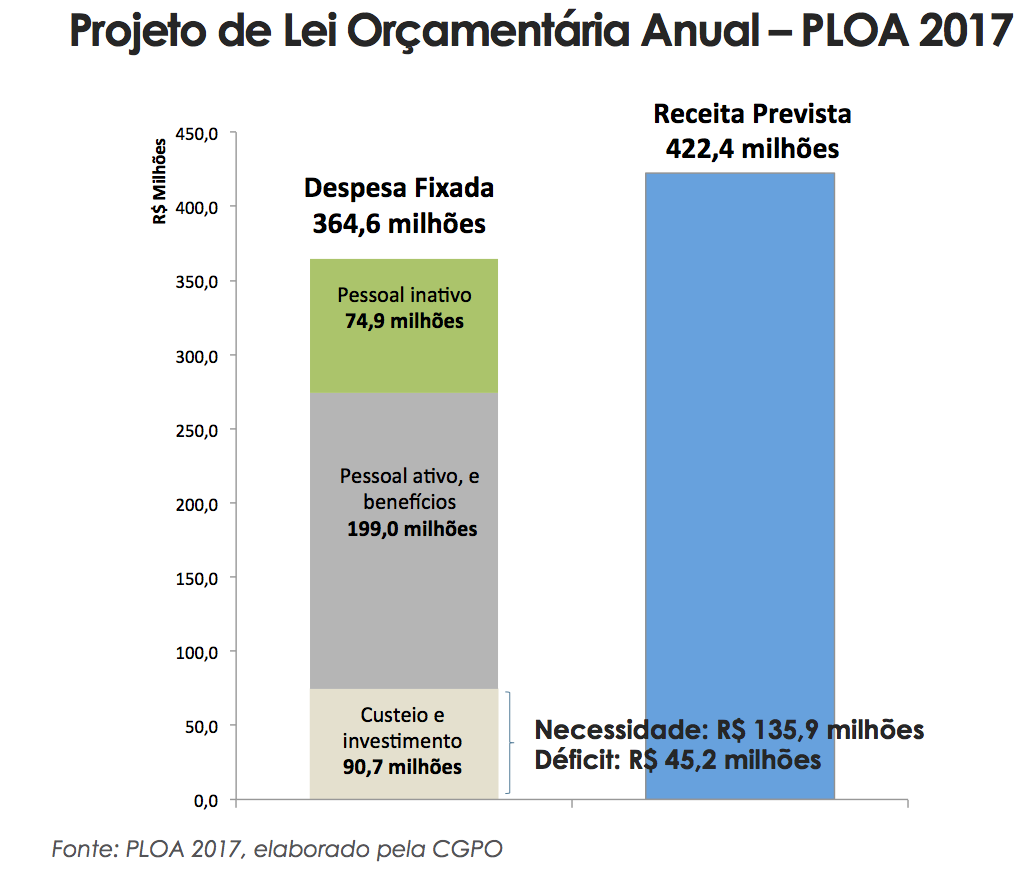 Projeto de Lei Orçamentária Anual – PLOA 2017
R$ Milhões
450,0
400,0
350,0
300,0
250,0
200,0
150,0
100,0
50,0
0,0
Despesa Fixada
364,6 milhões
Pessoal inativo
74,9 milhões
Pessoal ativo, e
benefícios
199,0 milhões
Custeio e
investimento
90,7 milhões
Receita Prevista
422,4 milhões
Necessidade: R$ 135,9 milhões
Déficit: R$ 45,2 milhões
Fonte: PLOA 2017, elaborado pela CGPO